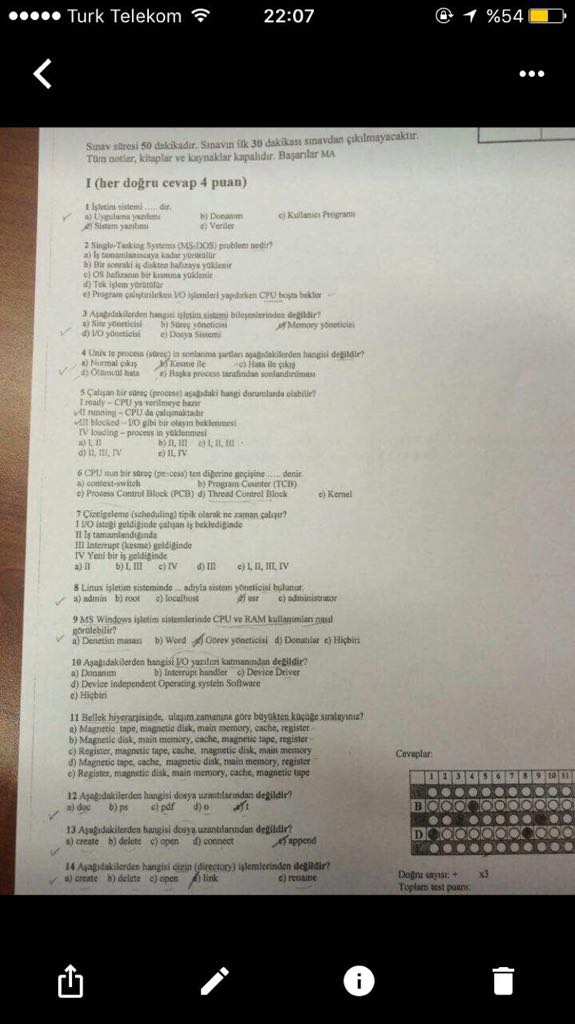 Turk Telekom 22:07 %54
Sınav süresi 50 dakikadır. Sınavın ilk 30 dakikası sınavdan çıkılmayacaktır.
Tüm notlar, kitaplar ve kaynaklar kapalıdır. Başarılar MA
I (her doğru cevap 4 puan)
1 İşletim sistemi ..... dır.
a) Uygulama yazılımı b) Donanım c) Kullanıcı Programı
d) Sistem yazılımı e) Veriler
2 Single-Tasking Systems (MS-DOS) problem nedir?
a) İş tamamlanıncaya kadar yürütülür
b) Bir sonraki iş diskten hafızaya yüklenir
c) OS hafızanın bir kısmına yüklenir
d) Tek işlem yürütülür
e) Program çalıştırılırken I/O işlemleri yapılırken CPU boşta bekler
3 Aşağıdakilerden hangisi işletim sistemi bileşenlerinden değildir?
a) Site yöneticisi b) Süreç yöneticisi c) Memory yöneticisi
d) I/O yöneticisi e) Dosya Sistemi
4 Unix te process (süreç) in sonlanma şartları aşağıdakilerden hangisi değildir?
a) Normal çıkış b) Kesme ile c) Hata ile çıkış
d) Ölümcül hata e) Başka process tarafından sonlandırılması
5 Çalışan bir süreç (process) aşağıdaki hangi durumlarda olabilir?
I ready – CPU ya verilmeye hazır
II running – CPU da çalışmaktadır
III blocked – I/O gibi bir olayın beklenmesi
IV loading – process in yüklenmesi
a) I, II b) II, III c) I, II, III
d) II, III, IV e) II, IV
6 CPU nun bir süreç (process) ten diğerine geçişine ..... denir.
a) context-switch b) Program Counter (TCB)
c) Process Control Block (PCB) d) Thread Control Block e) Kernel
7 Çizelgeleme (scheduling) tipik olarak ne zaman çalışır?
I I/O isteği geldiğinde çalışan iş beklediğinde
II İş tamamlandığında
III Interrupt (kesme) geldiğinde
IV Yeni bir iş geldiğinde
a) II b) I, III c) IV d) III e) I, II, III, IV
8 Linux işletim sisteminde ... adıyla sistem yöneticisi bulunur.
a) admin b) root c) localhost d) usr e) administrator
9 MS Windows işletim sistemlerinde CPU ve RAM kullanımları nasıl
görülebilir?
a) Denetim masası b) Word c) Görev yöneticisi d) Donatılar e) Hiçbiri
10 Aşağıdakilerden hangisi I/O yazılım katmanından değildir?
a) Donanım b) Interrupt handler c) Device Driver
d) Device independent Operating system Software
e) Hiçbiri
11 Bellek hiyerarşisinde, ulaşım zamanına göre büyükten küçüğe sıralayınız?
a) Magnetic tape, magnetic disk, main memory, cache, register
b) Magnetic disk, main memory, cache, magnetic tape, register
c) Register, magnetic tape, cache, magnetic disk, main memory
d) Magnetic tape, cache, magnetic disk, main memory, register
e) Register, magnetic disk, main memory, cache, magnetic tape
12 Aşağıdakilerden hangisi dosya uzantılarından değildir?
a) doc b) ps c) pdf d) o e) t
13 Aşağıdakilerden hangisi dosya uzantılarından değildir?
a) create b) delete c) open d) connect e) append
14 Aşağıdakilerden hangisi dizin (directory) işlemlerinden değildir?
a) create b) delete c) open d) link e) rename
Cevaplar:
1 2 3 4 5 6 7 8 9 10 11
B
D
Doğru sayısı: + x3
Toplam test puanı: